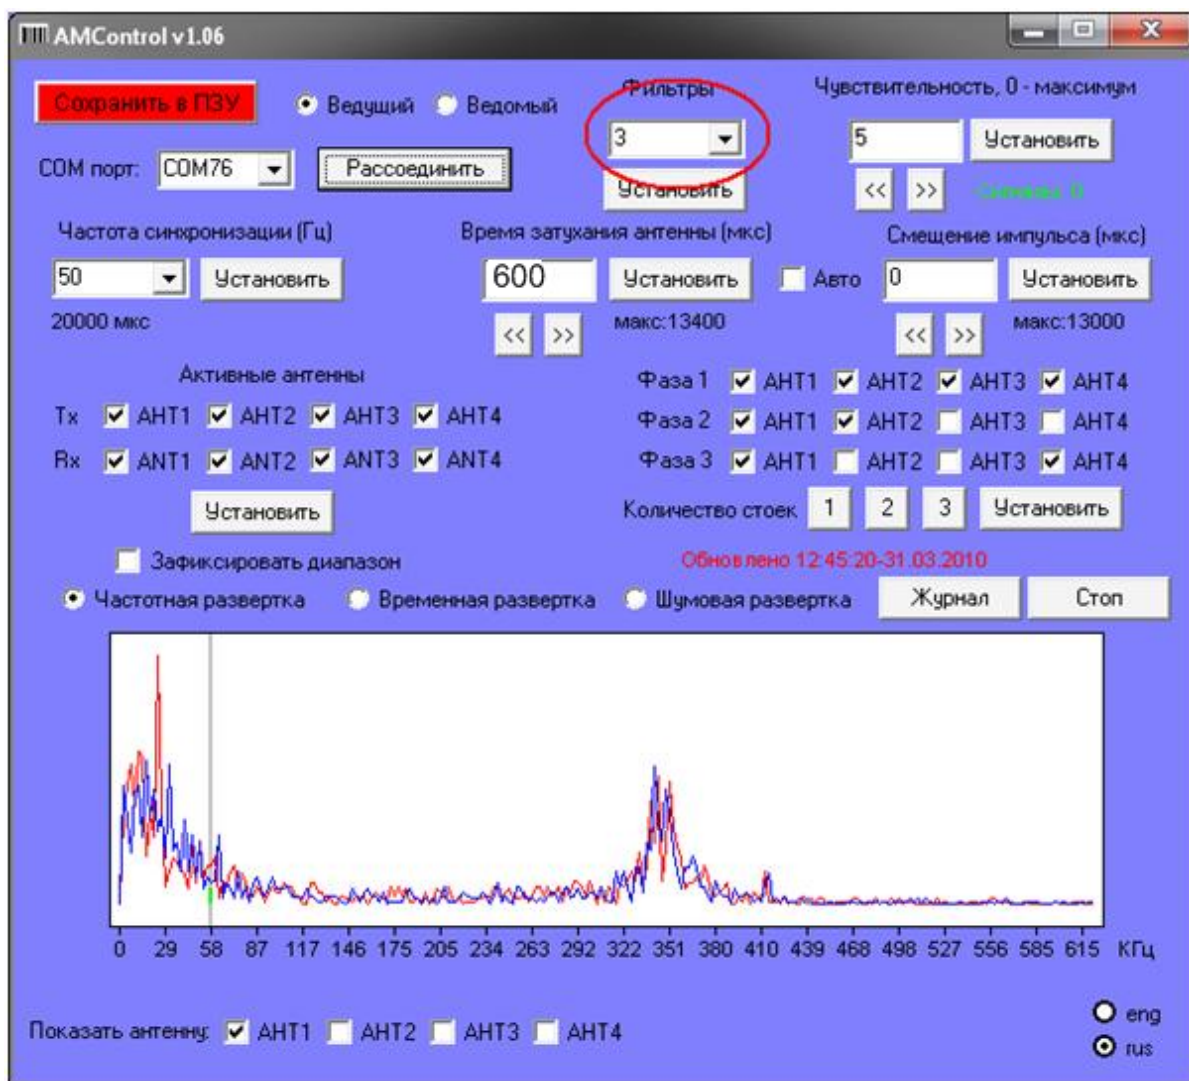 AMControl v1.06
Сохранить в ПЗУ Ведущий Ведомый Фильтры Чувствительность, 0 - максимум
3 5 Установить
COM порт: COM76 Рассоединить Установить << >>
Частота синхронизации (Гц) Время затухания антенны (мкс) Смещение импульса (мкс)
50 Установить 600 Установить Авто 0 Установить
20000 мкс << >> макс:13400 << >> макс:13000
Активные антенны Фаза 1 АНТ1 АНТ2 АНТ3 АНТ4
Tx АНТ1 АНТ2 АНТ3 АНТ4 Фаза 2 АНТ1 АНТ2 АНТ3 АНТ4
Rx ANT1 ANT2 ANT3 ANT4 Фаза 3 АНТ1 АНТ2 АНТ3 АНТ4
Установить Количество стоек 1 2 3 Установить
Зафиксировать диапазон Обновлено 12:45:20-31.03.2010
Частотная развертка Временная развертка Шумовая развертка Журнал Стоп
0 29 58 87 117 146 175 205 234 263 292 322 351 380 410 439 468 498 527 556 585 615 КГц
Показать антенну: АНТ1 АНТ2 АНТ3 АНТ4 eng
rus